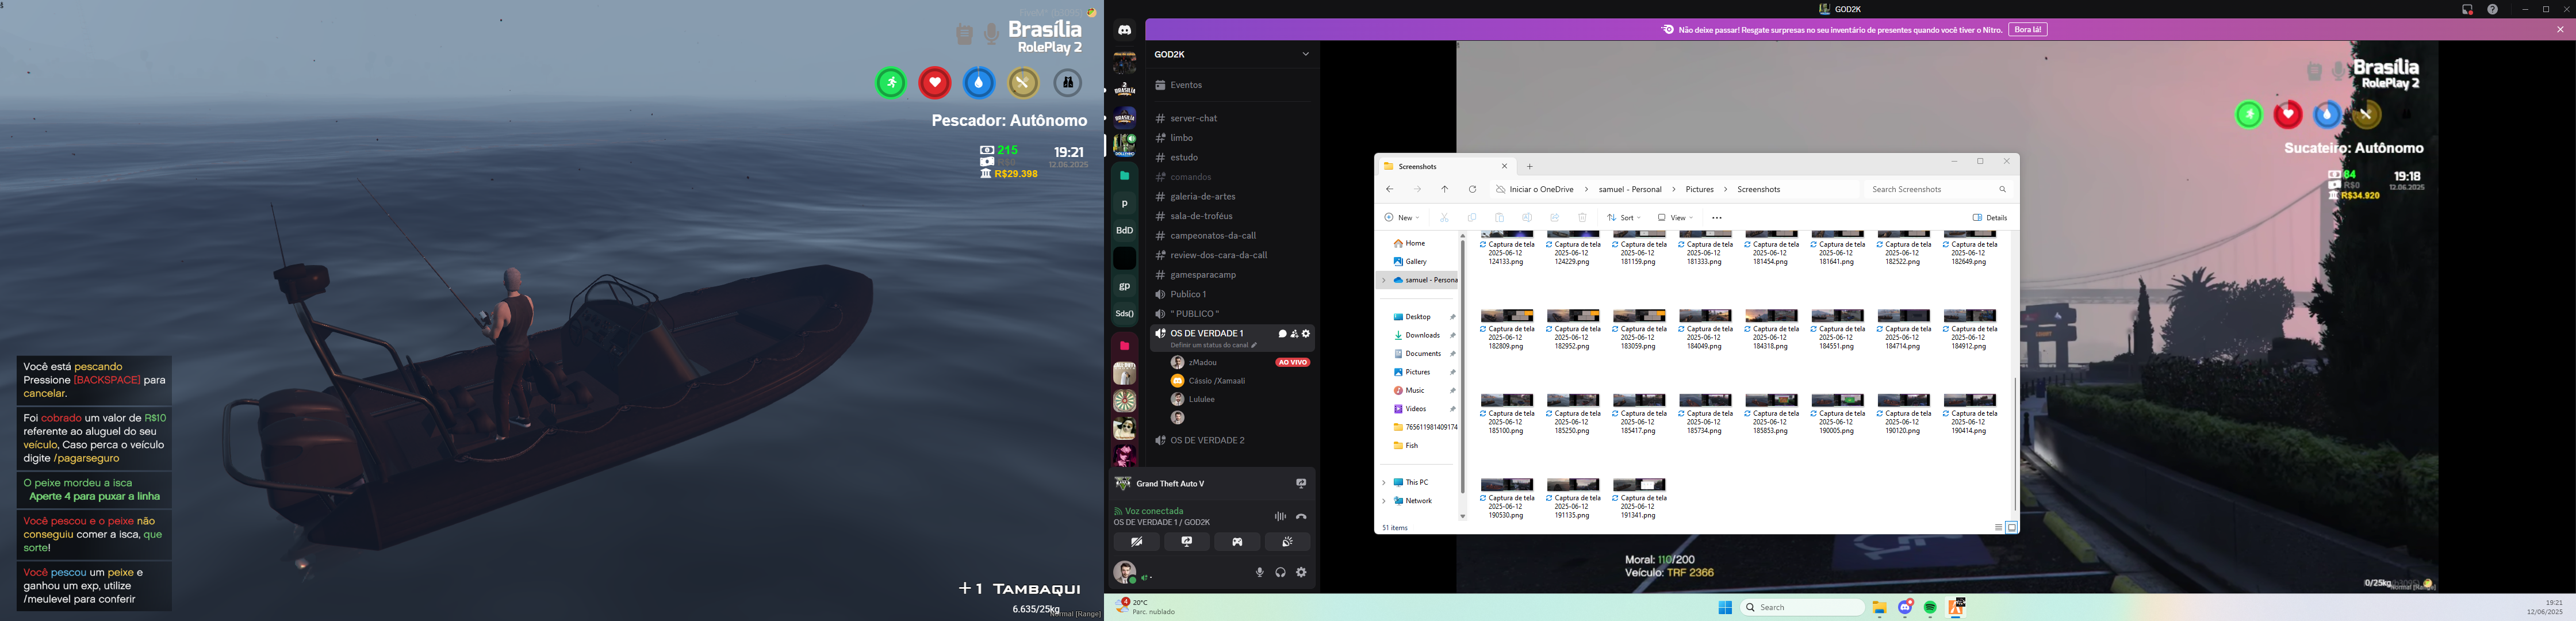 Brasília
RolePlay 2
Pescador: Autônomo
215
R$0
R$29.398
19:21
12.06.2025
Você está pescando
Pressione [BACKSPACE] para
cancelar.
Foi cobrado um valor de R$10
referente ao aluguel do seu
veículo, Caso perca o veículo
digite /pagarseguro
O peixe mordeu a isca
Aperte 4 para puxar a linha
Você pescou e o peixe não
conseguiu comer a isca, que
sorte!
Você pescou um peixe e
ganhou um exp, utilize
/meulevel para conferir
+1 TAMBAQUI
6.635/25kg
Normal [Range]
GOD2K
Não deixe passar! Resgate surpresas no seu inventário de presentes quando você tiver o Nitro.
Bora lá!
GOD2K
Eventos
server-chat
limbo
estudo
comandos
galeria-de-artes
sala-de-troféus
campeonatos-da-call
review-dos-cara-da-call
gamesparacamp
Publico 1
" PUBLICO "
OS DE VERDADE 1
Definir um status do canal
zMadou
AO VIVO
Cássio /Xamaali
Lululee
OS DE VERDADE 2
p
BdD
gp
Sds()
Grand Theft Auto V
Voz conectada
OS DE VERDADE 1 / GOD2K
Screenshots
Iniciar o OneDrive
samuel - Personal
Pictures
Screenshots
Search Screenshots
New
Sort
View
Details
Home
Gallery
samuel - Persona
Desktop
Downloads
Documents
Pictures
Music
Videos
765611981409174
Fish
This PC
Network
Captura de tela 2025-06-12 124133.png
Captura de tela 2025-06-12 124229.png
Captura de tela 2025-06-12 181159.png
Captura de tela 2025-06-12 181333.png
Captura de tela 2025-06-12 181454.png
Captura de tela 2025-06-12 181641.png
Captura de tela 2025-06-12 182522.png
Captura de tela 2025-06-12 182649.png
Captura de tela 2025-06-12 182809.png
Captura de tela 2025-06-12 182952.png
Captura de tela 2025-06-12 183059.png
Captura de tela 2025-06-12 184049.png
Captura de tela 2025-06-12 184318.png
Captura de tela 2025-06-12 184551.png
Captura de tela 2025-06-12 184714.png
Captura de tela 2025-06-12 184912.png
Captura de tela 2025-06-12 185100.png
Captura de tela 2025-06-12 185250.png
Captura de tela 2025-06-12 185417.png
Captura de tela 2025-06-12 185734.png
Captura de tela 2025-06-12 185853.png
Captura de tela 2025-06-12 190005.png
Captura de tela 2025-06-12 190120.png
Captura de tela 2025-06-12 190414.png
Captura de tela 2025-06-12 190530.png
Captura de tela 2025-06-12 191135.png
Captura de tela 2025-06-12 191341.png
51 items
Brasília
RolePlay 2
Sucateiro: Autônomo
84
R$0
R$34.920
19:18
12.06.2025
Moral: 110/200
Veículo: TRF 2366
0/25kg
Normal [Range]
4
20°C
Parc. nublado
Search
19:21
12/06/2025